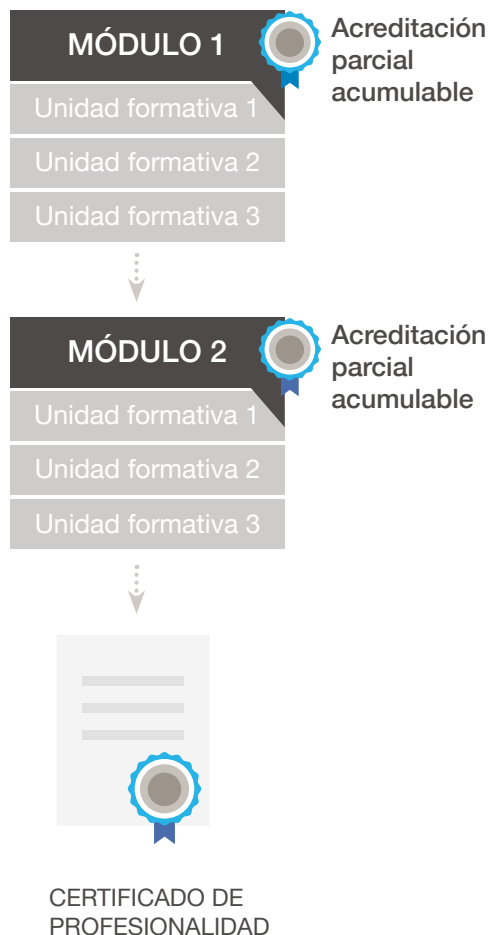 MÓDULO 1
Acreditación
parcial
acumulable
Unidad formativa 1
Unidad formativa 2
Unidad formativa 3
MÓDULO 2
Acreditación
parcial
acumulable
Unidad formativa 1
Unidad formativa 2
Unidad formativa 3
CERTIFICADO DE
PROFESIONALIDAD